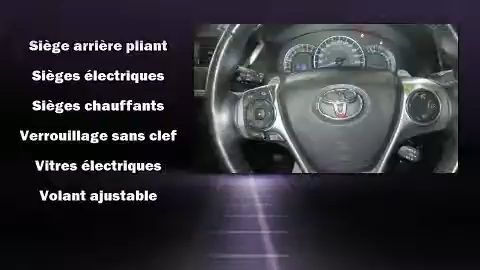 Siège arrière pliant
Sièges électriques
Sièges chauffants
Verrouillage sans clef
Vitres électriques
Volant ajustable